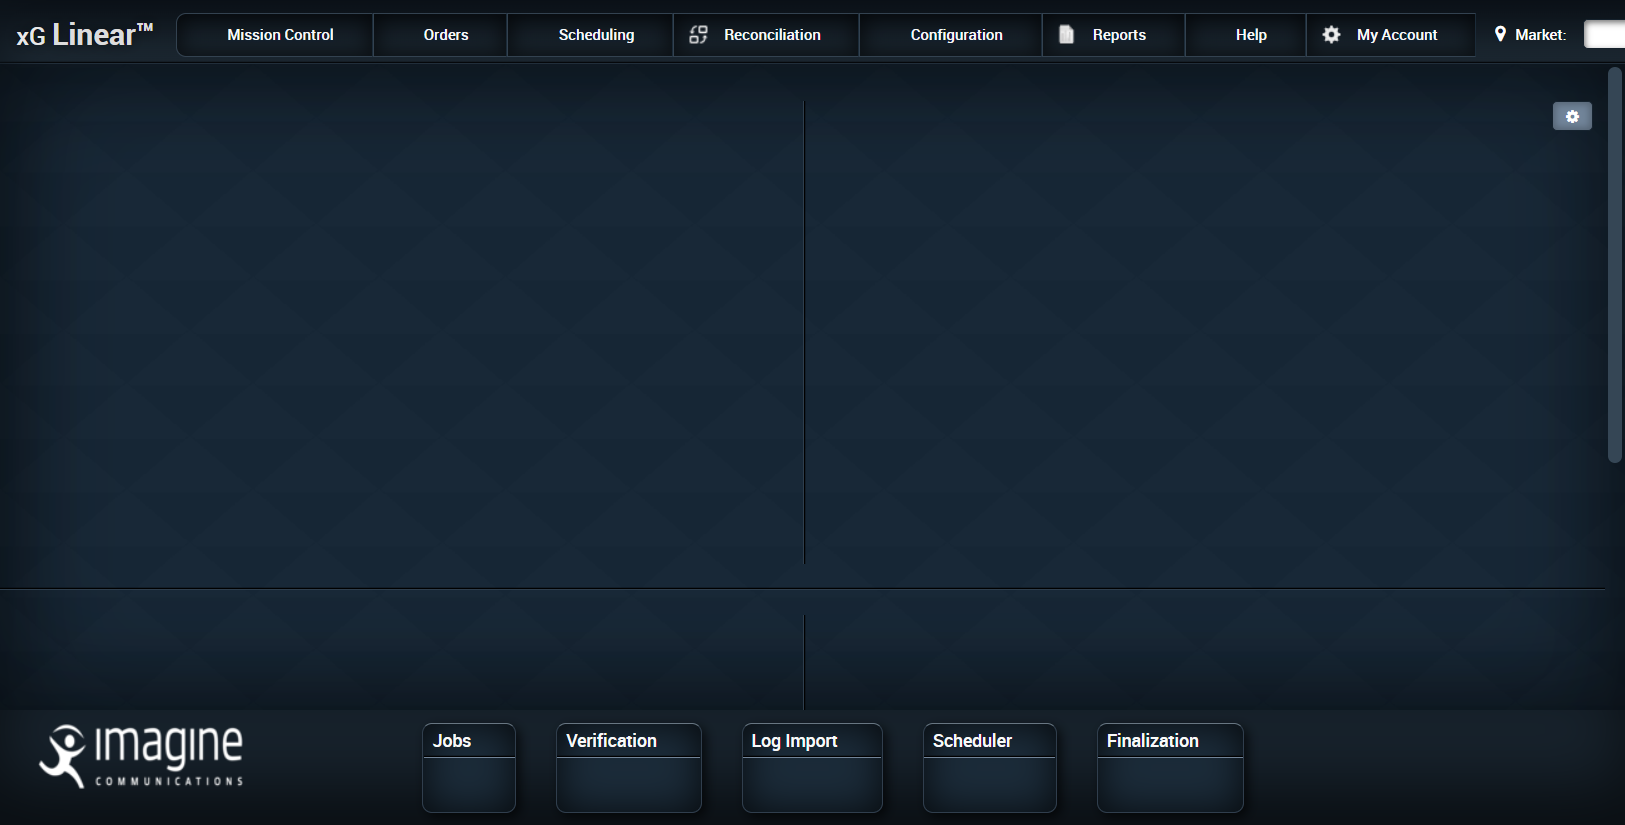 xG Linear™
Mission Control
Orders
Scheduling
Reconciliation
Configuration
Reports
Help
My Account
Market:
imagine
COMMUNICATIONS
Jobs
Verification
Log Import
Scheduler
Finalization